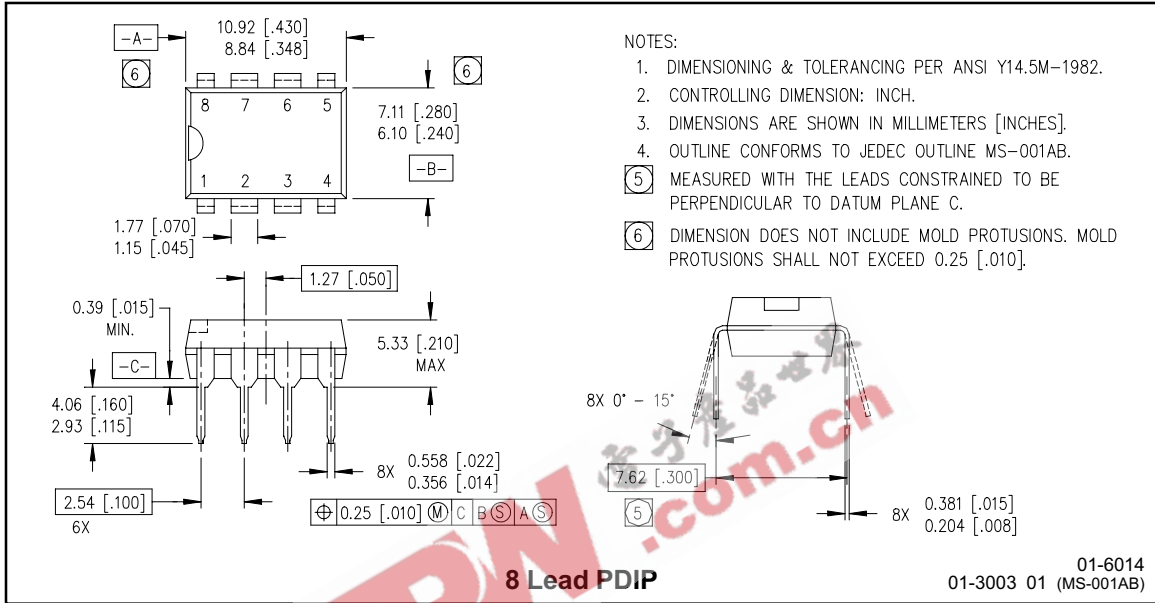 -A-
10.92 [.430]
8.84 [.348]
6
6
8 7 6 5
1 2 3 4
7.11 [.280]
6.10 [.240]
-B-
1.77 [.070]
1.15 [.045]
1.27 [.050]
0.39 [.015]
MIN.
-C-
5.33 [.210]
MAX
4.06 [.160]
2.93 [.115]
8X 0.558 [.022]
0.356 [.014]
2.54 [.100]
6X
⌖ 0.25 [.010] Ⓜ C B Ⓢ A Ⓢ
NOTES:
1. DIMENSIONING & TOLERANCING PER ANSI Y14.5M-1982.
2. CONTROLLING DIMENSION: INCH.
3. DIMENSIONS ARE SHOWN IN MILLIMETERS [INCHES].
4. OUTLINE CONFORMS TO JEDEC OUTLINE MS-001AB.
5 MEASURED WITH THE LEADS CONSTRAINED TO BE
PERPENDICULAR TO DATUM PLANE C.
6 DIMENSION DOES NOT INCLUDE MOLD PROTUSIONS. MOLD
PROTUSIONS SHALL NOT EXCEED 0.25 [.010].
8X 0° - 15°
7.62 [.300]
5
8X 0.381 [.015]
0.204 [.008]
電子產品世界
.com.cn
8 Lead PDIP
01-6014
01-3003 01 (MS-001AB)